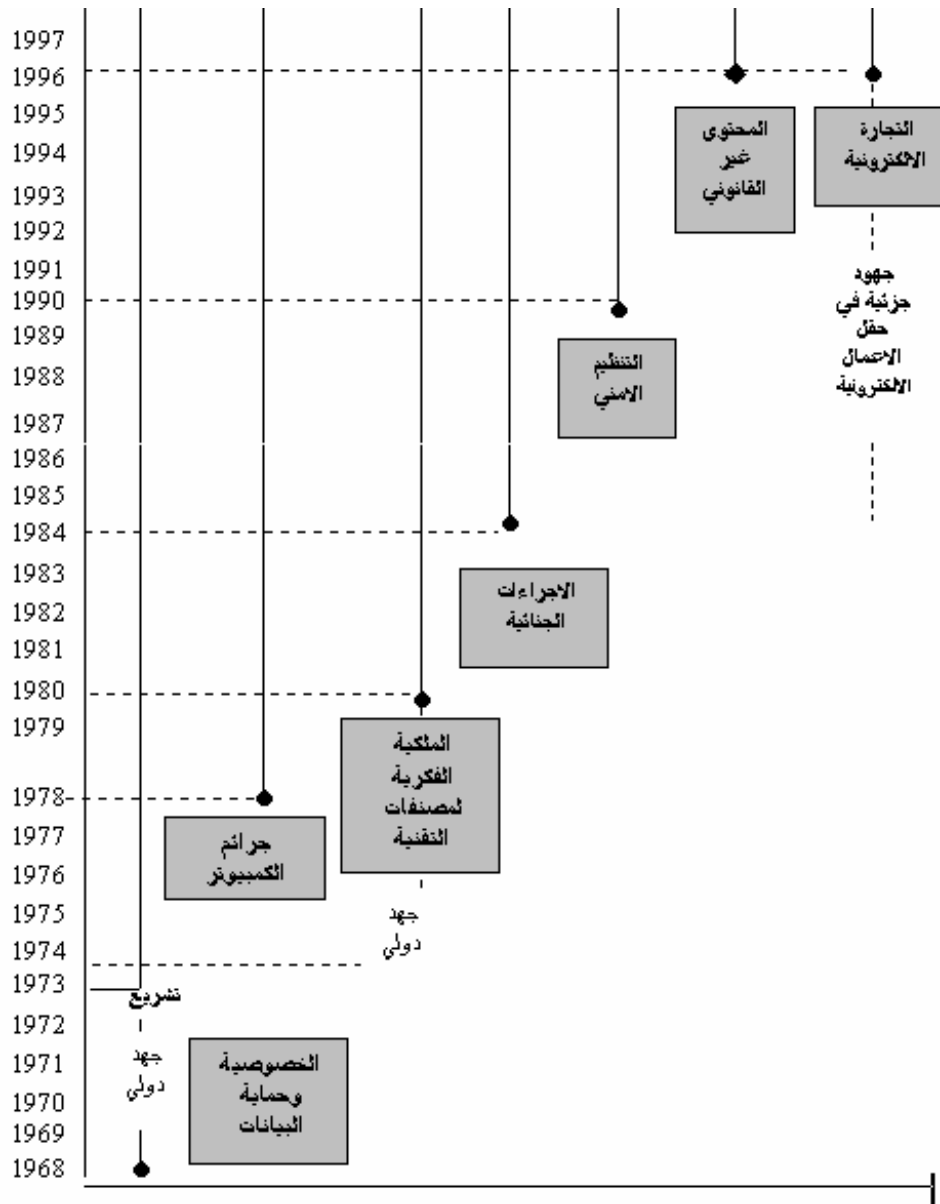 1997
1996
1995
1994
1993
1992
1991
1990
1989
1988
1987
1986
1985
1984
1983
1982
1981
1980
1979
1978
1977
1976
1975
1974
1973
1972
1971
1970
1969
1968
التجارة
الالكترونية
المحتوى
غير
القانوني
جهود
جزئية في
حقل
الاعمال
الالكترونية
التنظيم
الامني
الاجراءات
الجنائية
الملكية
الفكرية
لمصنفات
التقنية
جهد
دولي
جرائم
الكمبيوتر
تشريع
جهد
دولي
الخصوصية
وحماية
البيانات